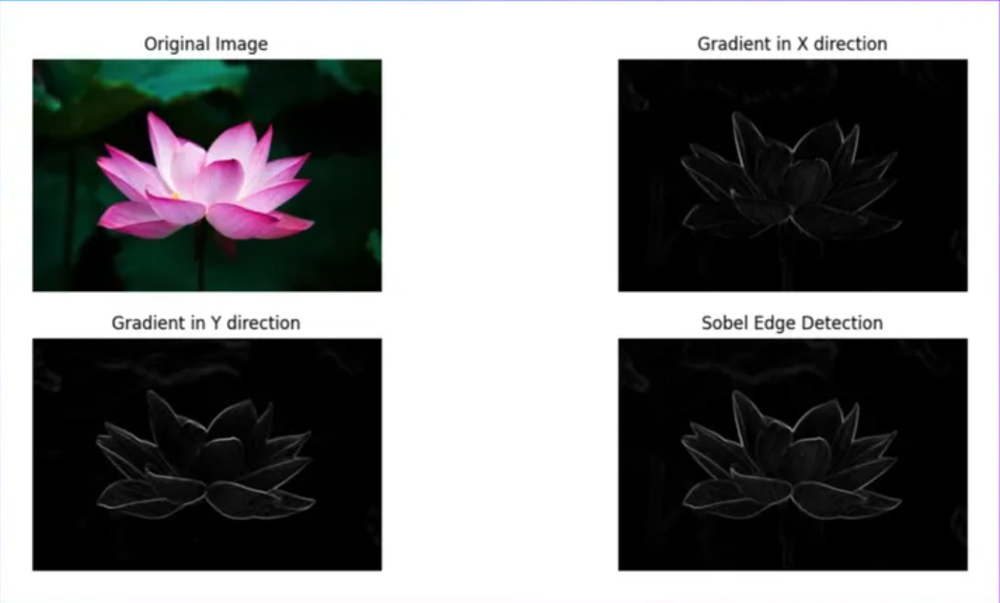 Original Image
Gradient in X direction
Gradient in Y direction
Sobel Edge Detection